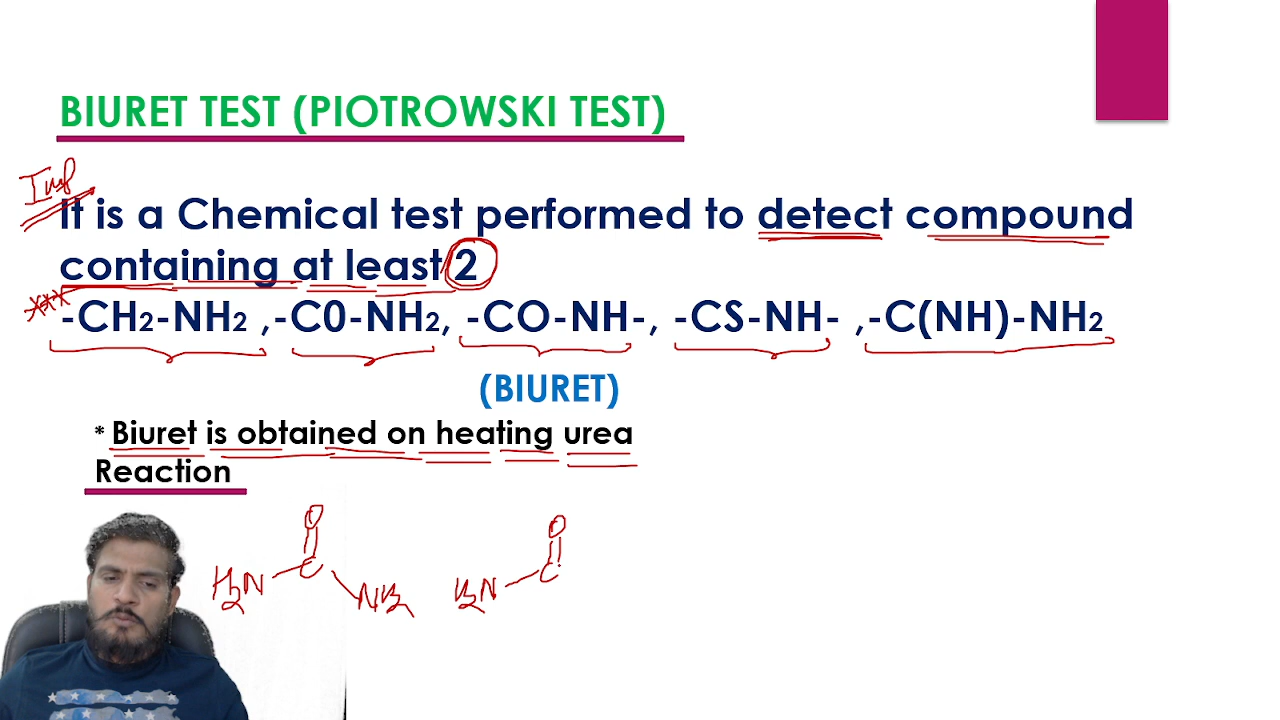 BIURET TEST (PIOTROWSKI TEST)
Imp
It is a Chemical test performed to detect compound
containing at least 2
***-CH2-NH2 ,-C0-NH2, -CO-NH-, -CS-NH- ,-C(NH)-NH2
(BIURET)
* Biuret is obtained on heating urea
Reaction
O O
H2N C NH2 H2N C